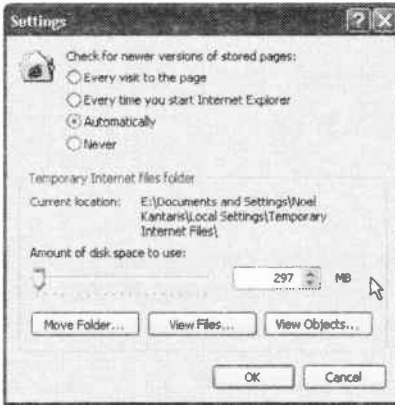 Settings
Check for newer versions of stored pages:
Every visit to the page
Every time you start Internet Explorer
Automatically
Never
Temporary Internet files folder
Current location: E:\Documents and Settings\Noel
Kantaris\Local Settings\Temporary
Internet Files\
Amount of disk space to use:
297 MB
Move Folder... View Files... View Objects...
OK Cancel